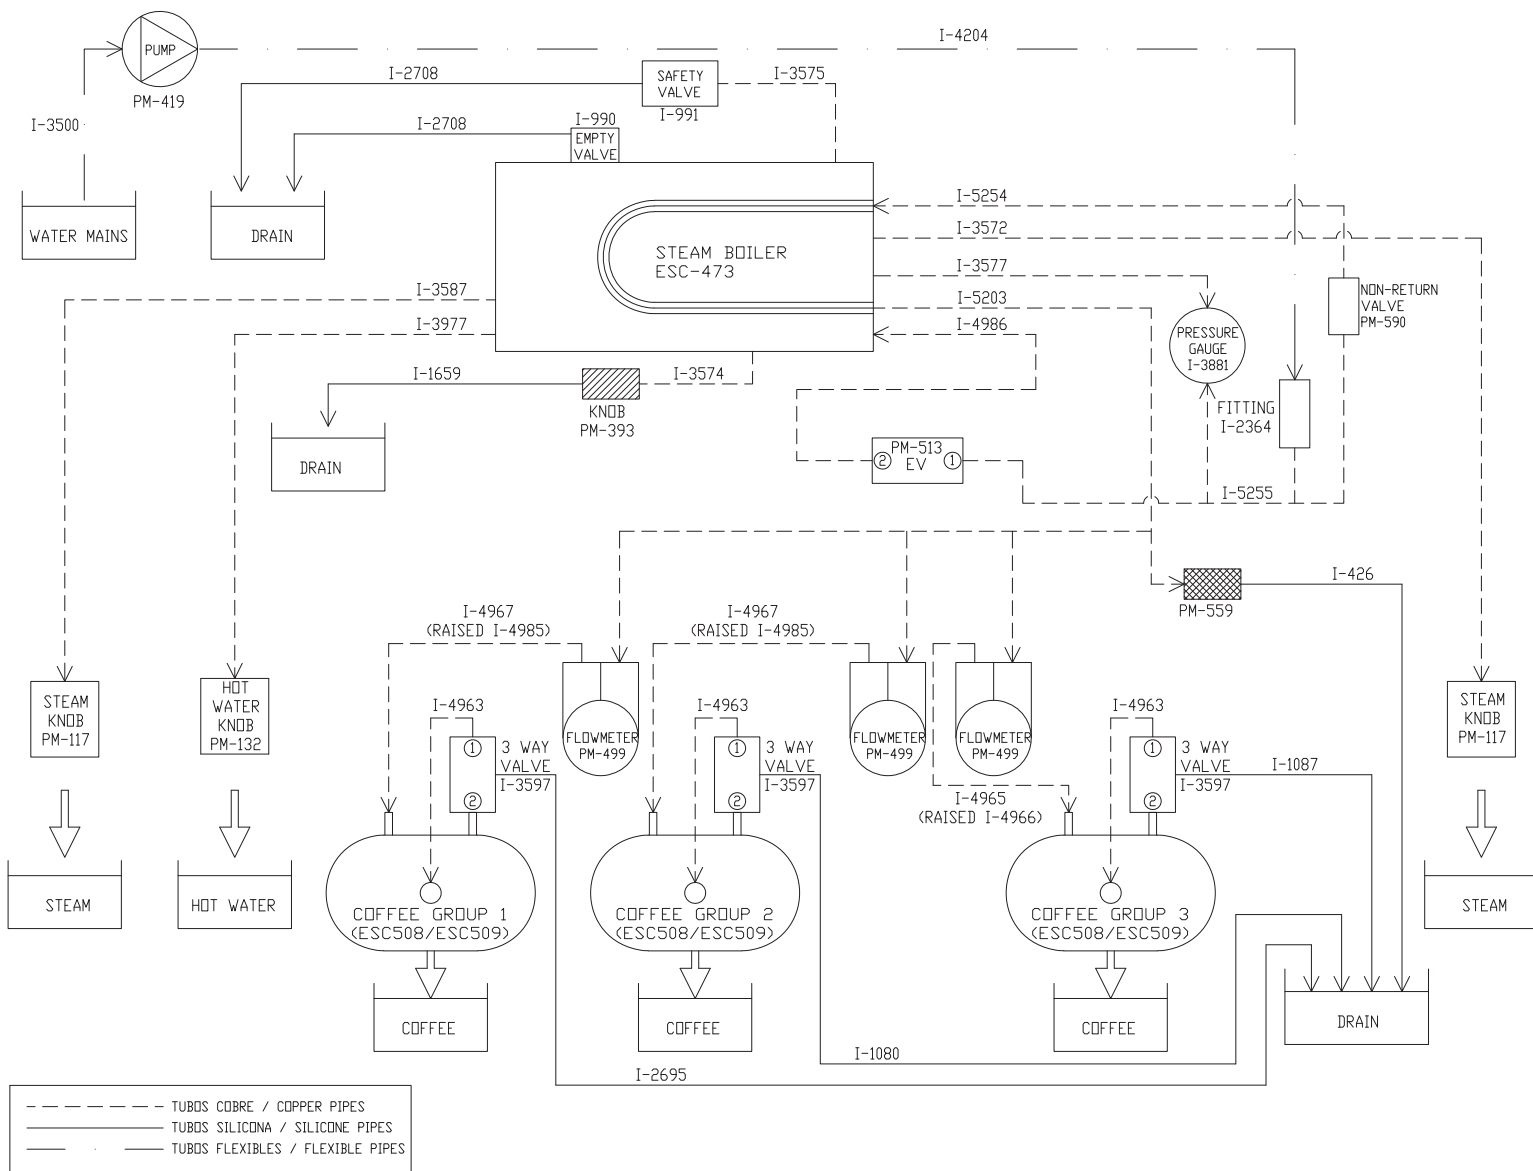 I-4204
PUMP
PM-419
I-3500
WATER MAINS
I-2708
SAFETY
VALVE
I-991
I-3575
I-2708
I-990
EMPTY
VALVE
DRAIN
STEAM BOILER
ESC-473
I-5254
I-3572
I-3577
I-5203
I-4986
I-3587
I-3977
I-1659
I-3574
KNOB
PM-393
DRAIN
PRESSURE
GAUGE
I-3881
NON-RETURN
VALVE
PM-590
FITTING
I-2364
PM-513
EV
2
1
I-5255
I-426
PM-559
I-4967
(RAISED I-4985)
I-4967
(RAISED I-4985)
STEAM
KNOB
PM-117
HOT
WATER
KNOB
PM-132
I-4963
1
2
3 WAY
VALVE
I-3597
FLOWMETER
PM-499
I-4963
1
2
3 WAY
VALVE
I-3597
FLOWMETER
PM-499
FLOWMETER
PM-499
I-4965
(RAISED I-4966)
I-4963
1
2
3 WAY
VALVE
I-3597
I-1087
STEAM
KNOB
PM-117
STEAM
HOT WATER
COFFEE GROUP 1
(ESC508/ESC509)
COFFEE GROUP 2
(ESC508/ESC509)
COFFEE GROUP 3
(ESC508/ESC509)
STEAM
COFFEE
COFFEE
COFFEE
DRAIN
I-1080
I-2695
TUBOS COBRE / COPPER PIPES
TUBOS SILICONA / SILICONE PIPES
TUBOS FLEXIBLES / FLEXIBLE PIPES